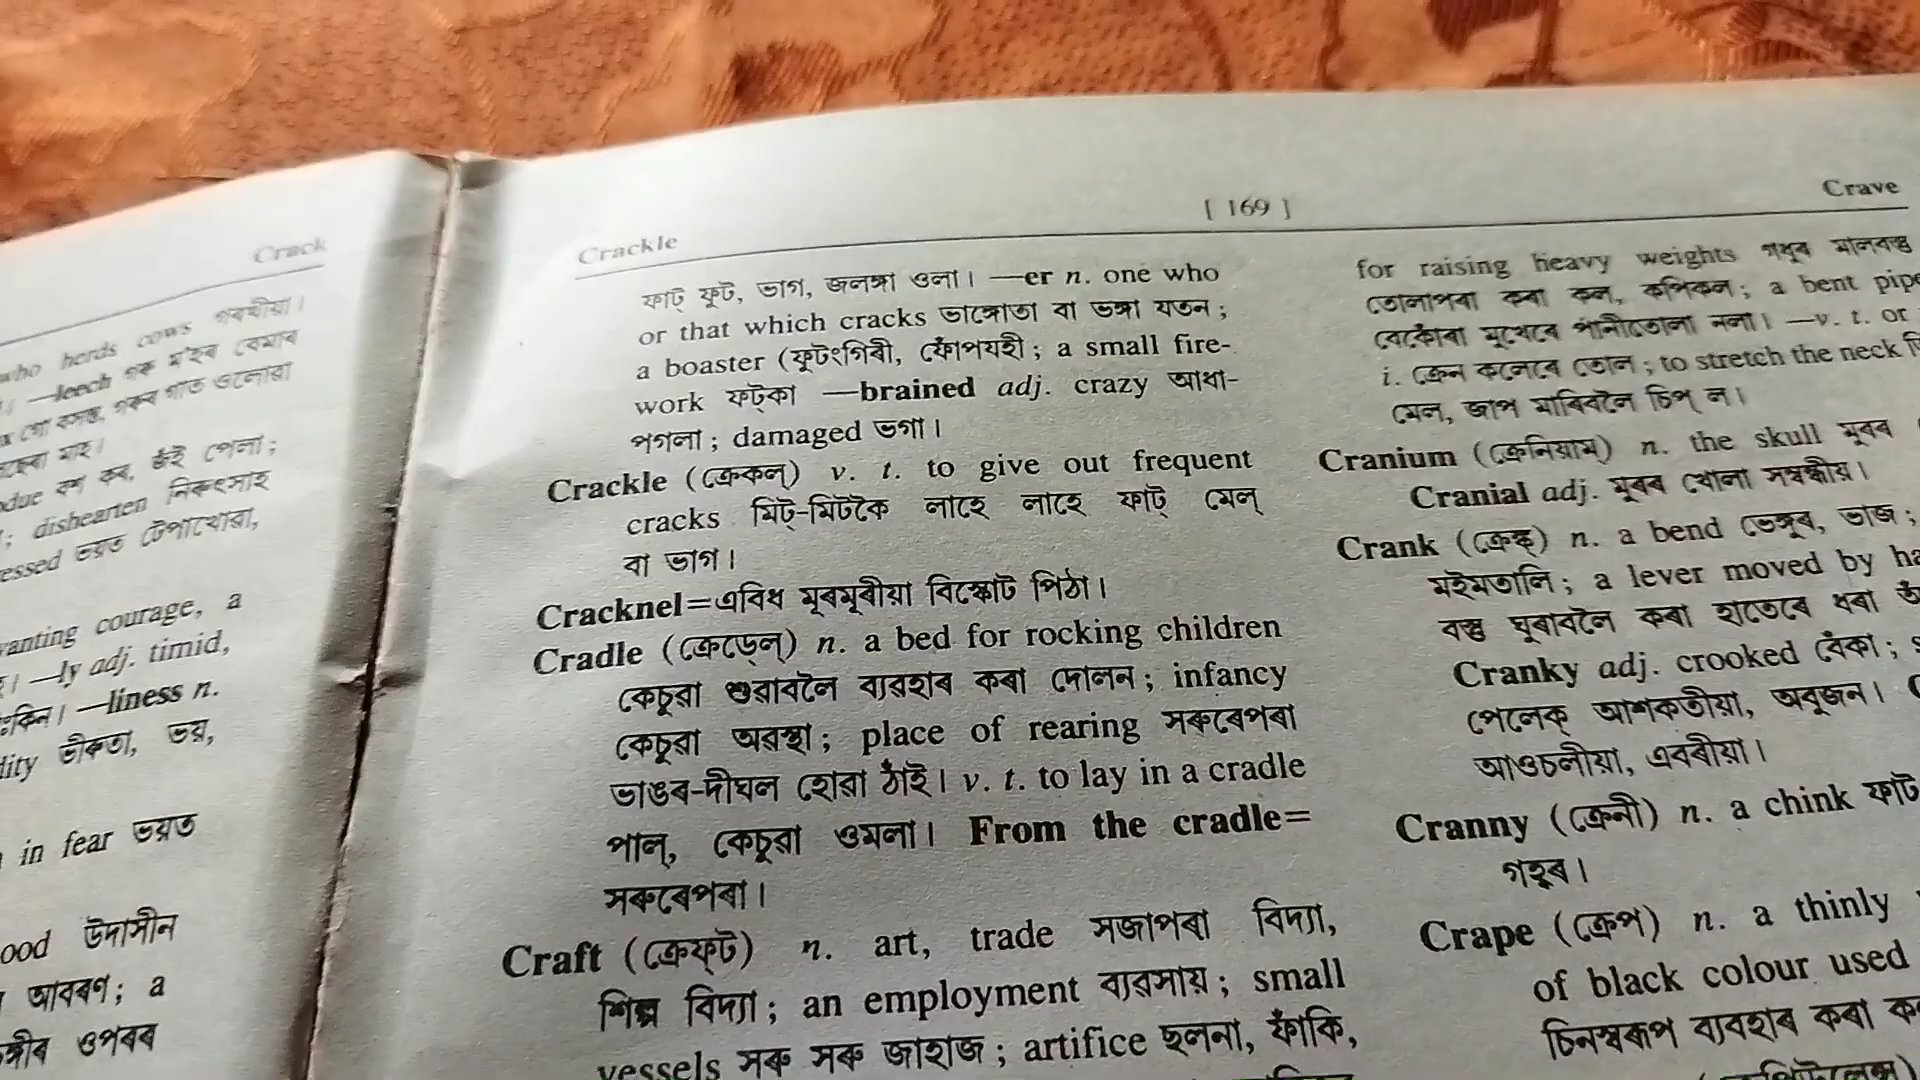 Crack
who herds cows গৰখীয়া।
—leech গৰু ম'হৰ বেমাৰ
dishearten নিৰুৎসাহ
wanting courage, a
—ly adj. timid,
—liness n.
ভীৰুতা, ভয়,
in fear ভয়ত
উদাসীন
আবৰণ; a
ওপৰৰ
Crackle
[ 169 ]
Crave
ফাট্ ফুট, ভাগ, জলঙ্গা ওলা। —er n. one who
or that which cracks ভাঙোতা বা ভঙ্গা যতন;
a boaster (ফুটংগিৰী, ফোঁপযহী; a small fire-
work ফট্‌কা —brained adj. crazy আধা-
পগলা; damaged ভগা।
Crackle (ক্ৰেকল্) v. t. to give out frequent
cracks মিট্-মিটকৈ লাহে লাহে ফাট্ মেল্
বা ভাগ।
Cracknel=এবিধ মূৰমূৰীয়া বিস্কোট পিঠা।
Cradle (ক্ৰেড্‌েল্) n. a bed for rocking children
কেচুৱা শুৱাবলৈ ব্যৱহাৰ কৰা দোলন; infancy
কেচুৱা অৱস্থা; place of rearing সৰুৰেপৰা
ডাঙৰ-দীঘল হোৱা ঠাঁই। v. t. to lay in a cradle
পাল্, কেচুৱা ওমলা। From the cradle=
সৰুৰেপৰা।
Craft (ক্ৰেফ্‌ট) n. art, trade সজাপৰা বিদ্যা,
শিল্প বিদ্যা; an employment ব্যৱসায়; small
vessels সৰু সৰু জাহাজ; artifice ছলনা, ফাঁকি,
for raising heavy weights গধুৰ মালবস্তু
তোলাপৰা কৰা কল, কপিকল; a bent pipe
বেকোঁৰা মূখেৰে পানীতোলা নলা। —v. t. or
i. ক্ৰেন কলেৰে তোল; to stretch the neck
মেল, জাপ মাৰিবলৈ চিপ্ ল।
Cranium (ক্ৰেনিয়াম্) n. the skull মূৰৰ
Cranial adj. মূৰৰ খোলা সম্বন্ধীয়।
Crank (ক্ৰেঙ্ক্) n. a bend ভেঙ্গুৰ, ভাজ;
মইমতালি; a lever moved by
বস্তু ঘূৰাবলৈ কৰা হাতেৰে ধৰা
Cranky adj. crooked বেঁকা;
পেলেক্ আশকতীয়া, অবুজন।
আওচলীয়া, এবৰীয়া।
Cranny (ক্ৰেনী) n. a chink ফাট
গহ্বৰ।
Crape (ক্ৰেপ) n. a thinly
of black colour used
চিনস্বৰূপ ব্যবহাৰ কৰা